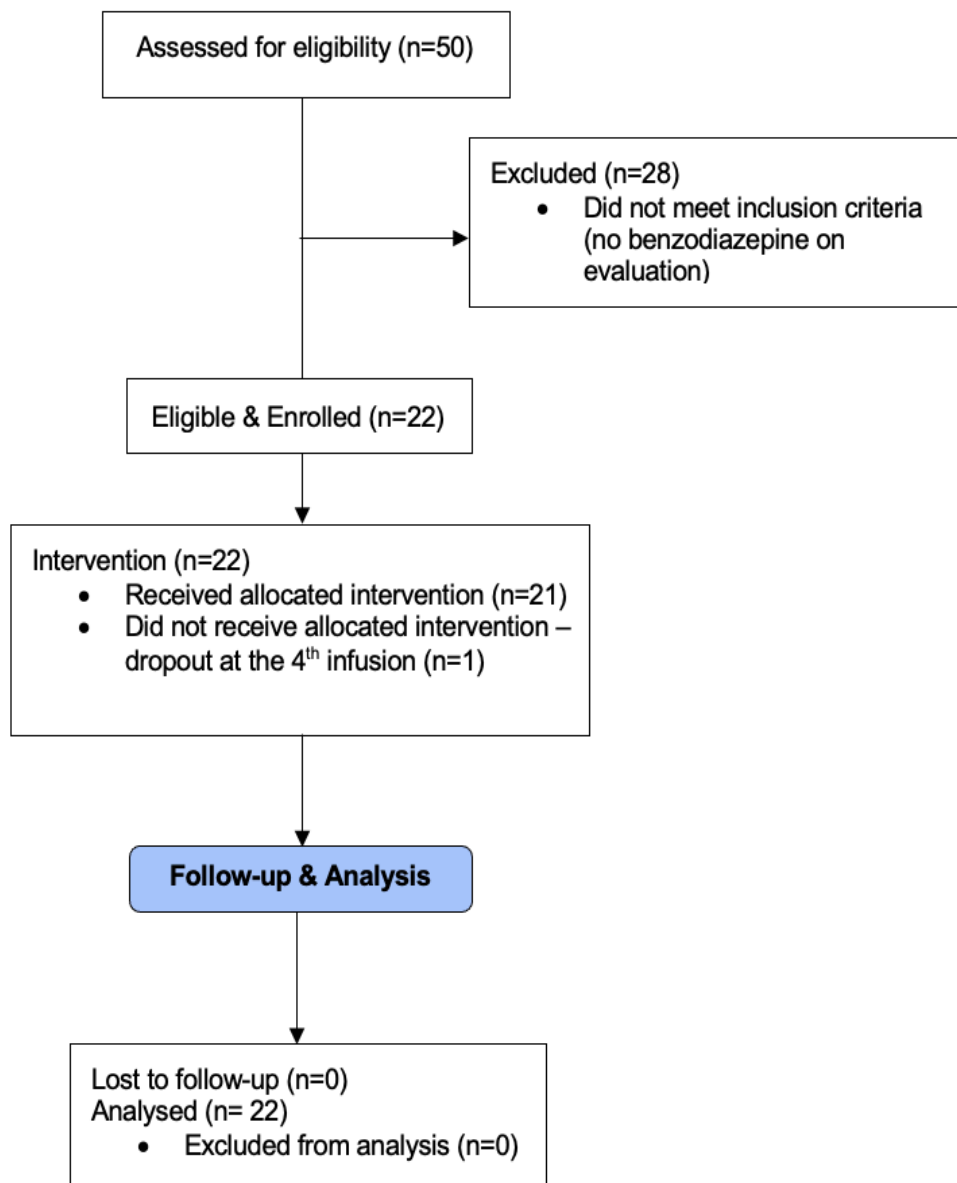 Assessed for eligibility (n=50)
Excluded (n=28)
• Did not meet inclusion criteria
(no benzodiazepine on
evaluation)
Eligible & Enrolled (n=22)
Intervention (n=22)
• Received allocated intervention (n=21)
• Did not receive allocated intervention –
dropout at the 4th infusion (n=1)
Follow-up & Analysis
Lost to follow-up (n=0)
Analysed (n= 22)
• Excluded from analysis (n=0)